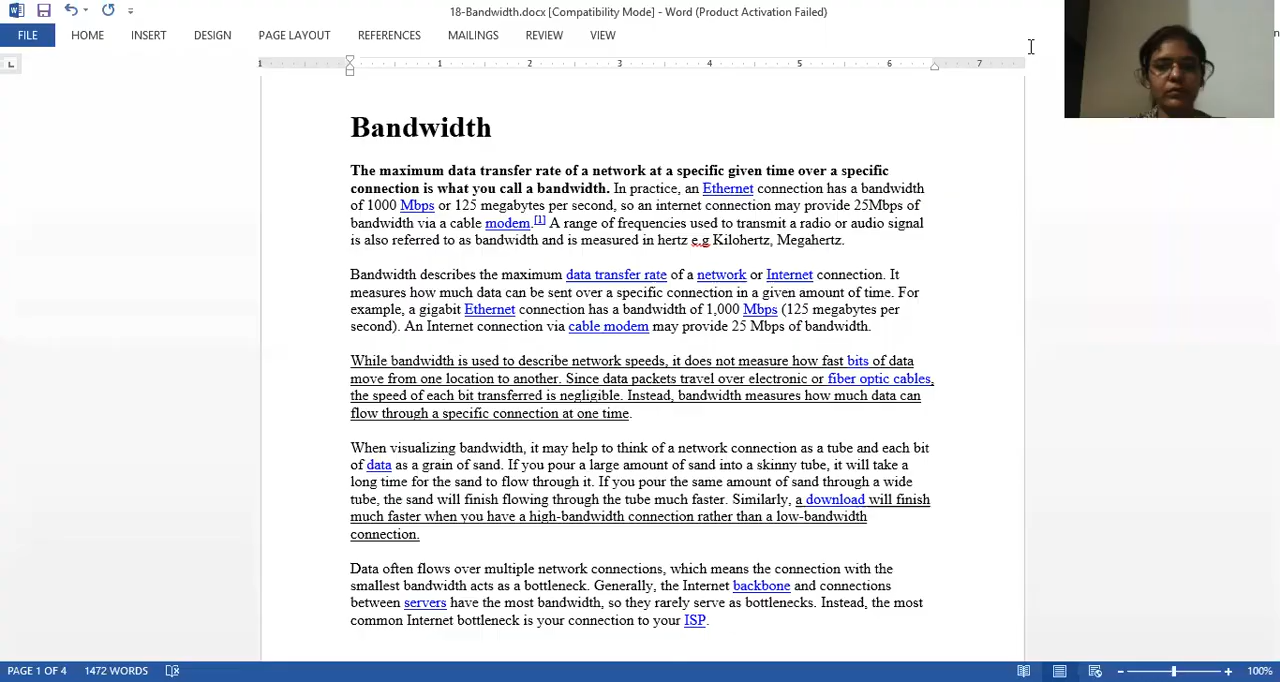 18-Bandwidth.docx [Compatibility Mode] - Word (Product Activation Failed)
FILE HOME INSERT DESIGN PAGE LAYOUT REFERENCES MAILINGS REVIEW VIEW
1 1 2 3 4 5 6 7
Bandwidth
The maximum data transfer rate of a network at a specific given time over a specific
connection is what you call a bandwidth. In practice, an Ethernet connection has a bandwidth
of 1000 Mbps or 125 megabytes per second, so an internet connection may provide 25Mbps of
bandwidth via a cable modem.[1] A range of frequencies used to transmit a radio or audio signal
is also referred to as bandwidth and is measured in hertz e.g Kilohertz, Megahertz.
Bandwidth describes the maximum data transfer rate of a network or Internet connection. It
measures how much data can be sent over a specific connection in a given amount of time. For
example, a gigabit Ethernet connection has a bandwidth of 1,000 Mbps (125 megabytes per
second). An Internet connection via cable modem may provide 25 Mbps of bandwidth.
While bandwidth is used to describe network speeds, it does not measure how fast bits of data
move from one location to another. Since data packets travel over electronic or fiber optic cables,
the speed of each bit transferred is negligible. Instead, bandwidth measures how much data can
flow through a specific connection at one time.
When visualizing bandwidth, it may help to think of a network connection as a tube and each bit
of data as a grain of sand. If you pour a large amount of sand into a skinny tube, it will take a
long time for the sand to flow through it. If you pour the same amount of sand through a wide
tube, the sand will finish flowing through the tube much faster. Similarly, a download will finish
much faster when you have a high-bandwidth connection rather than a low-bandwidth
connection.
Data often flows over multiple network connections, which means the connection with the
smallest bandwidth acts as a bottleneck. Generally, the Internet backbone and connections
between servers have the most bandwidth, so they rarely serve as bottlenecks. Instead, the most
common Internet bottleneck is your connection to your ISP.
PAGE 1 OF 4 1472 WORDS 100%